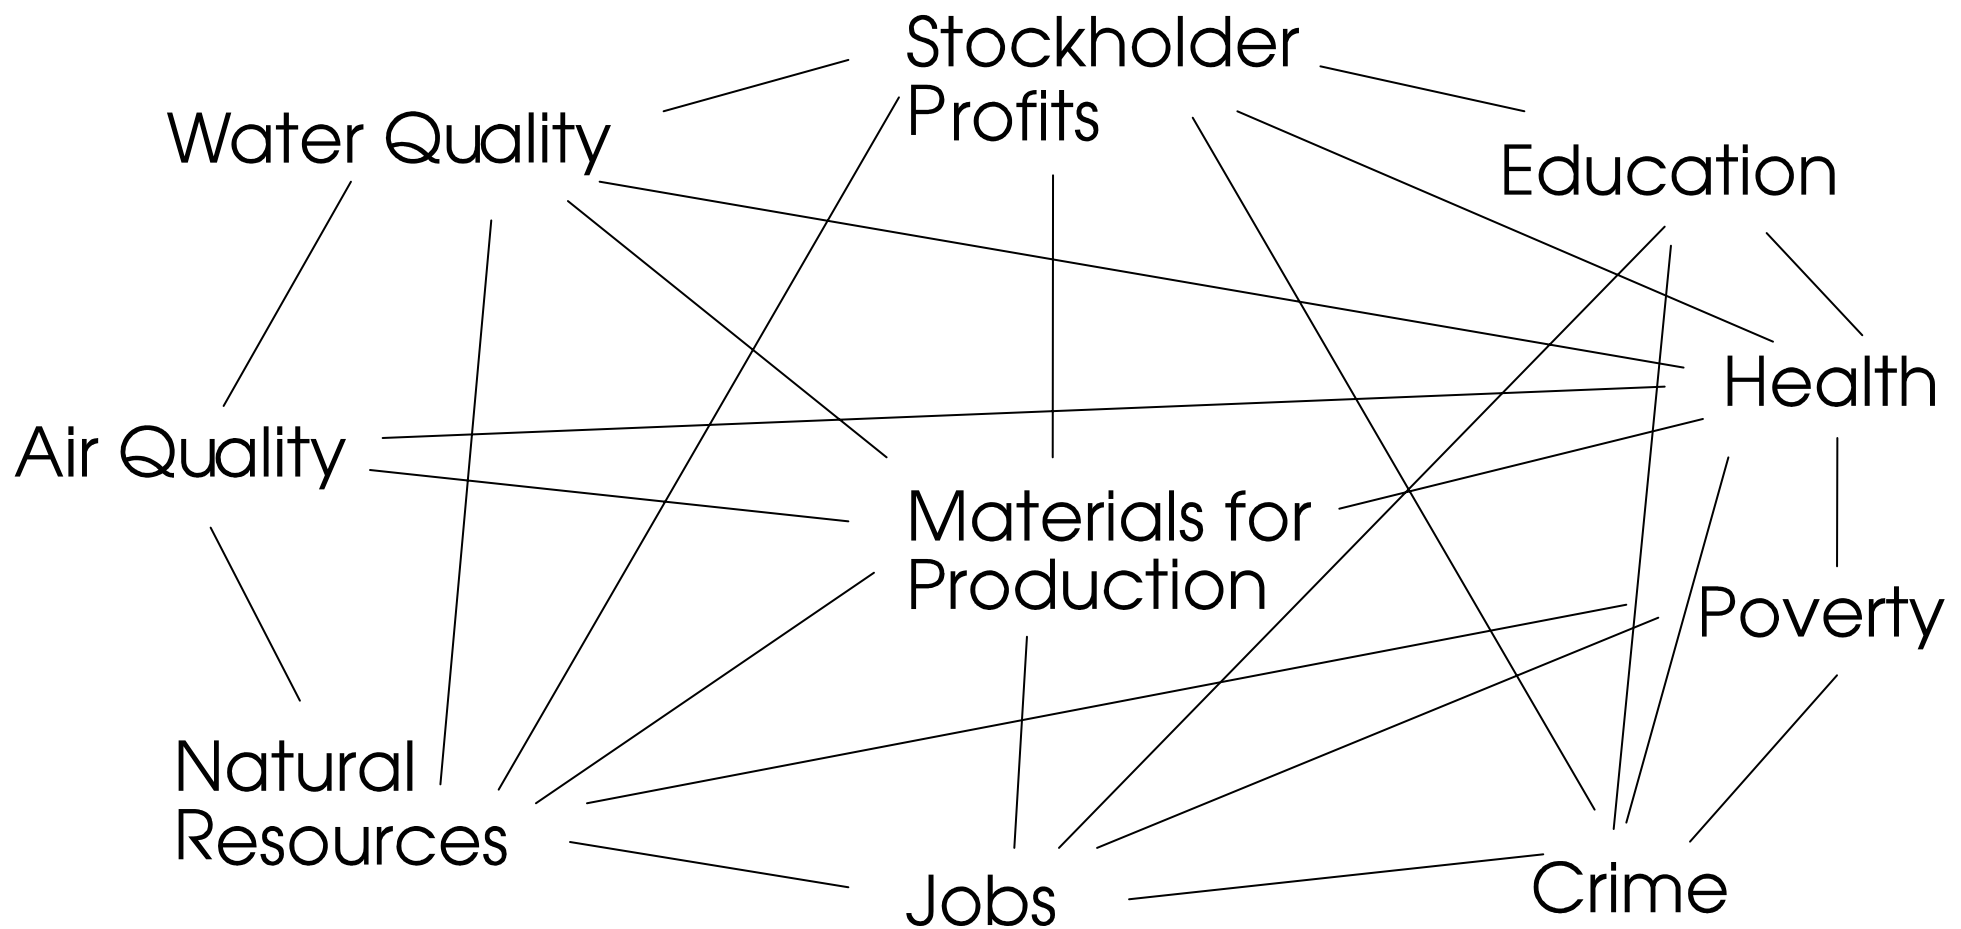 Stockholder
Profits
Water Quality
Education
Health
Air Quality
Materials for
Production
Poverty
Natural
Resources
Jobs
Crime